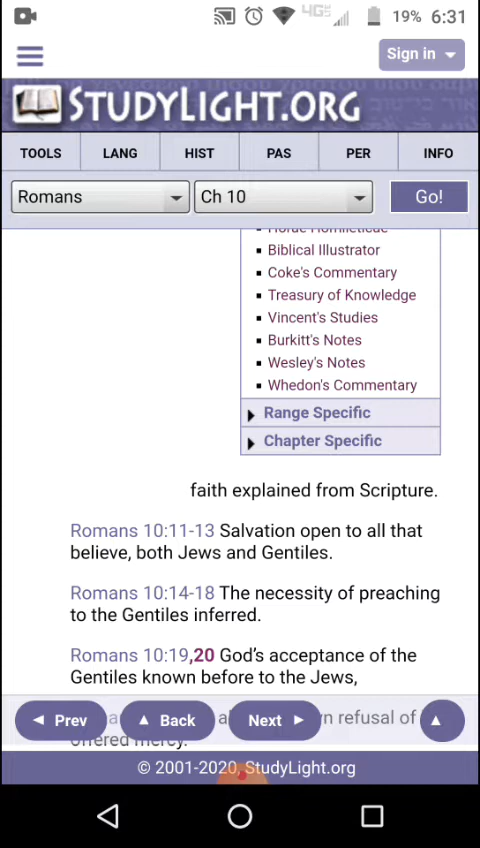 4G
19% 6:31
Sign in
STUDYLIGHT.ORG
TOOLS LANG HIST PAS PER INFO
Romans Ch 10 Go!
Horae Homileticae
Biblical Illustrator
Coke's Commentary
Treasury of Knowledge
Vincent's Studies
Burkitt's Notes
Wesley's Notes
Whedon's Commentary
Range Specific
Chapter Specific
faith explained from Scripture.
Romans 10:11-13 Salvation open to all that
believe, both Jews and Gentiles.
Romans 10:14-18 The necessity of preaching
to the Gentiles inferred.
Romans 10:19,20 God’s acceptance of the
Gentiles known before to the Jews,
Prev Back Next
refusal of
offered mercy.
© 2001-2020, StudyLight.org